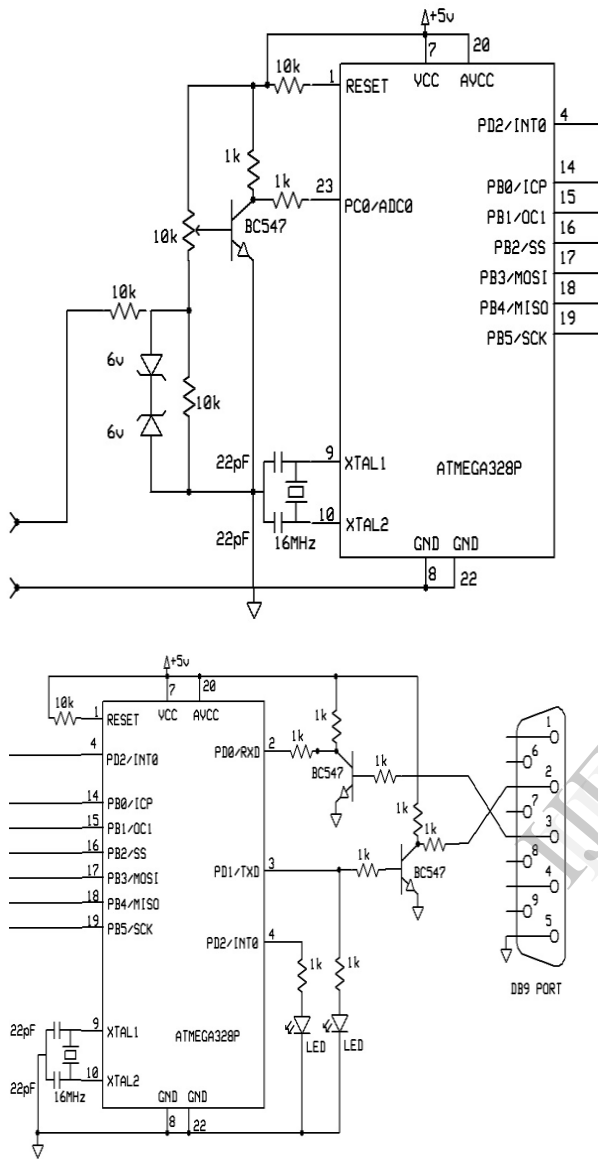 +5v
7
20
10k
1
RESET
VCC
AVCC
4
PD2/INT0
1k
1k
23
PC0/ADC0
14
PB0/ICP
BC547
15
PB1/OC1
10k
16
PB2/SS
17
PB3/MOSI
10k
18
PB4/MISO
19
PB5/SCK
6v
10k
6v
22pF
9
XTAL1
ATMEGA328P
10
XTAL2
22pF
16MHz
GND
GND
8
22
+5v
7
20
10k
1
RESET
VCC
AVCC
1k
4
PD2/INT0
PD0/RXD
2
1k
BC547
1k
14
PB0/ICP
15
PB1/OC1
16
PB2/SS
17
PB3/MOSI
18
PB4/MISO
19
PB5/SCK
1k
1k
PD1/TXD
3
1k
BC547
PD2/INT0
4
1k
1k
LED
LED
1
6
2
7
3
8
4
9
5
DB9 PORT
22pF
9
XTAL1
ATMEGA328P
22pF
10
XTAL2
16MHz
GND
GND
8
22